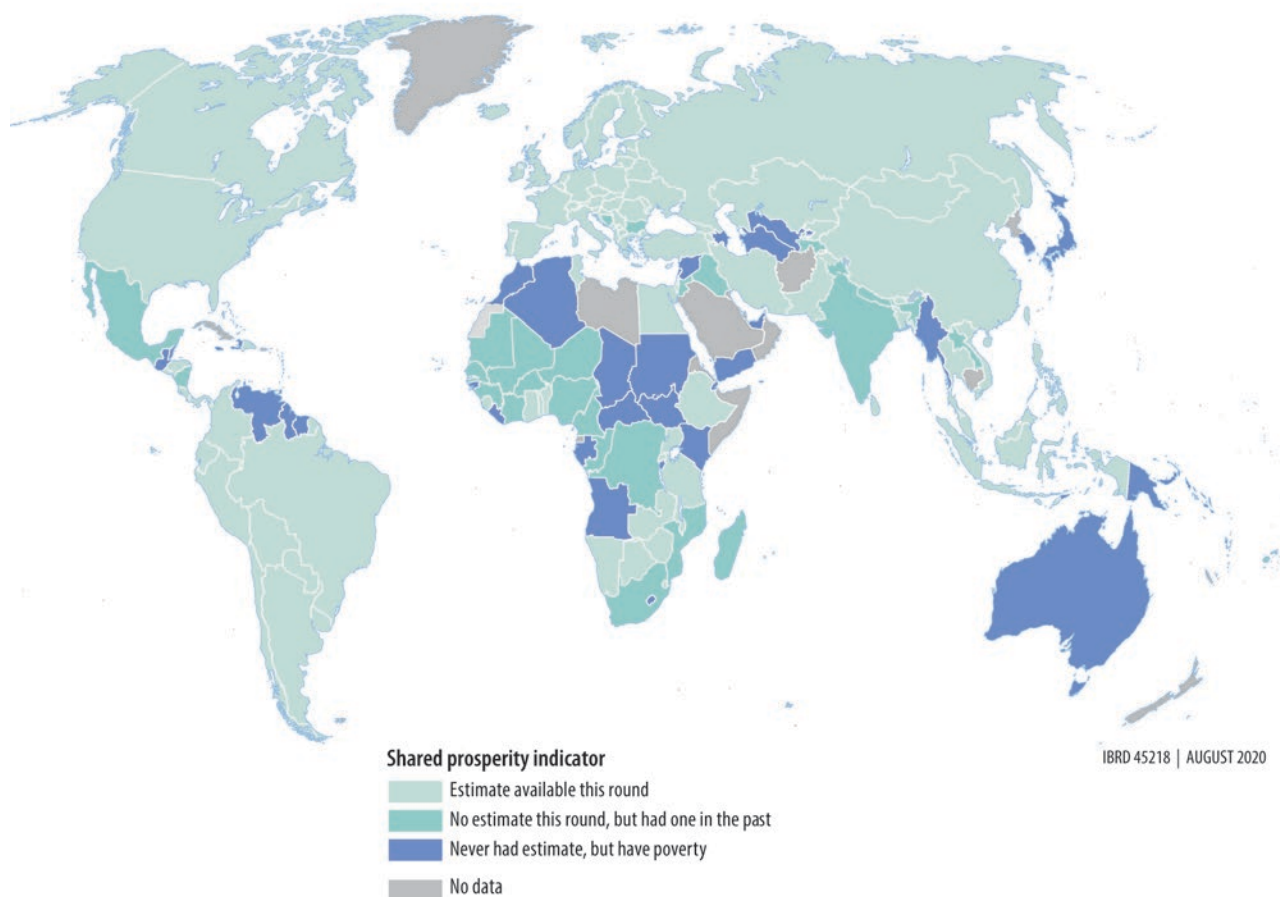 Shared prosperity indicator
Estimate available this round
No estimate this round, but had one in the past
Never had estimate, but have poverty
No data
IBRD 45218 | AUGUST 2020